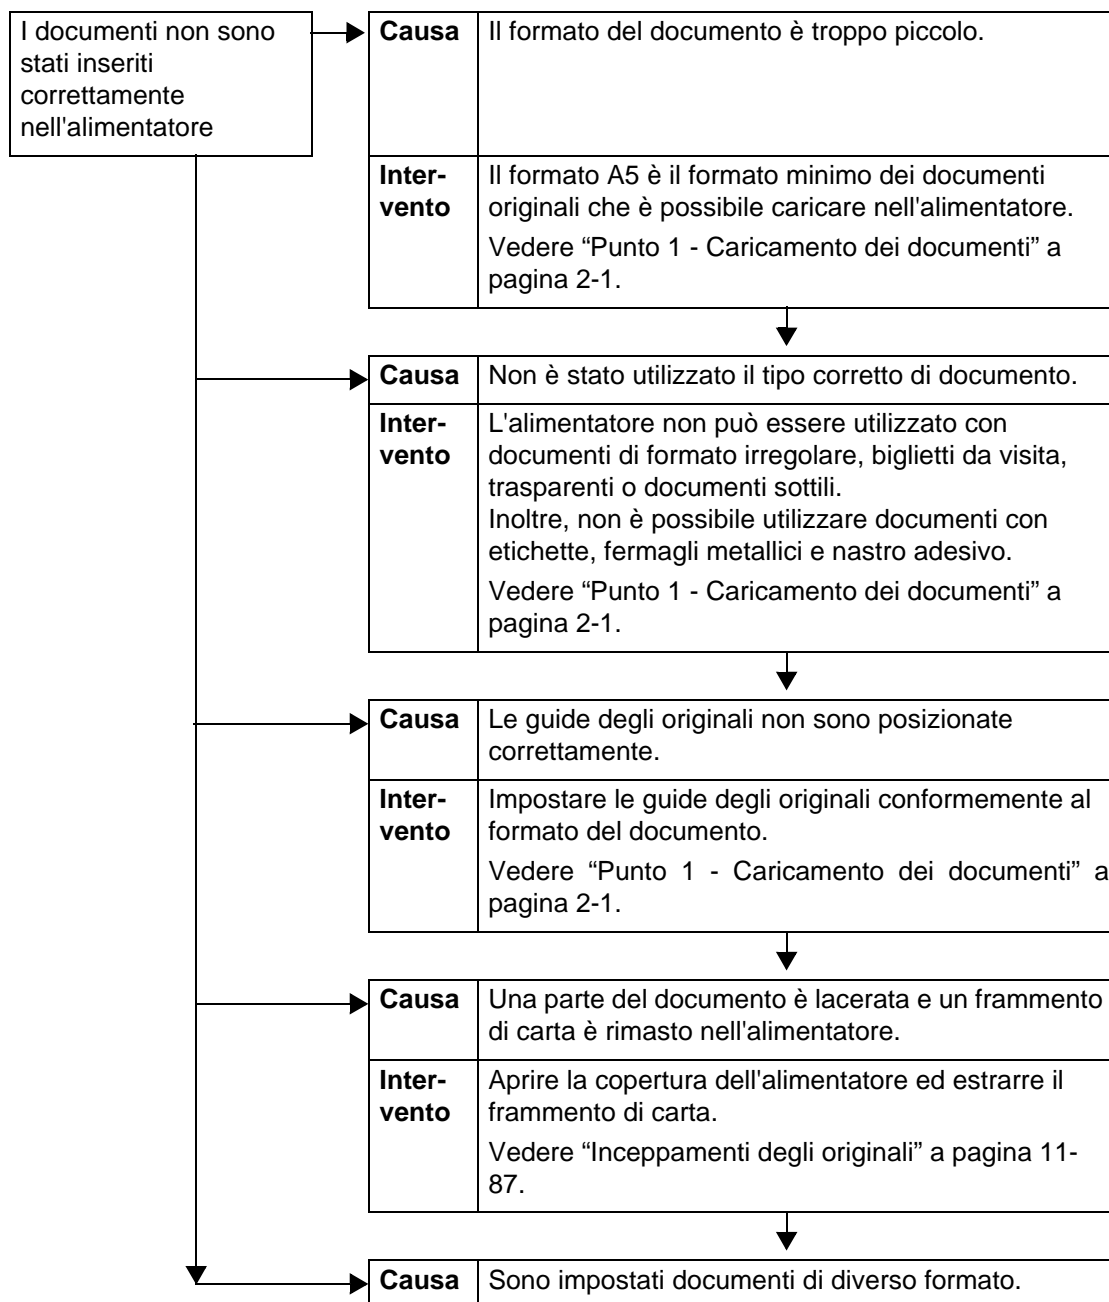 I documenti non sono
stati inseriti
correttamente
nell'alimentatore
Causa
Il formato del documento è troppo piccolo.
Inter-
vento
Il formato A5 è il formato minimo dei documenti
originali che è possibile caricare nell'alimentatore.
Vedere “Punto 1 - Caricamento dei documenti” a
pagina 2-1.
Causa
Non è stato utilizzato il tipo corretto di documento.
Inter-
vento
L'alimentatore non può essere utilizzato con
documenti di formato irregolare, biglietti da visita,
trasparenti o documenti sottili.
Inoltre, non è possibile utilizzare documenti con
etichette, fermagli metallici e nastro adesivo.
Vedere “Punto 1 - Caricamento dei documenti” a
pagina 2-1.
Causa
Le guide degli originali non sono posizionate
correttamente.
Inter-
vento
Impostare le guide degli originali conformemente al
formato del documento.
Vedere “Punto 1 - Caricamento dei documenti” a
pagina 2-1.
Causa
Una parte del documento è lacerata e un frammento
di carta è rimasto nell'alimentatore.
Inter-
vento
Aprire la copertura dell'alimentatore ed estrarre il
frammento di carta.
Vedere “Inceppamenti degli originali” a pagina 11-
87.
Causa
Sono impostati documenti di diverso formato.